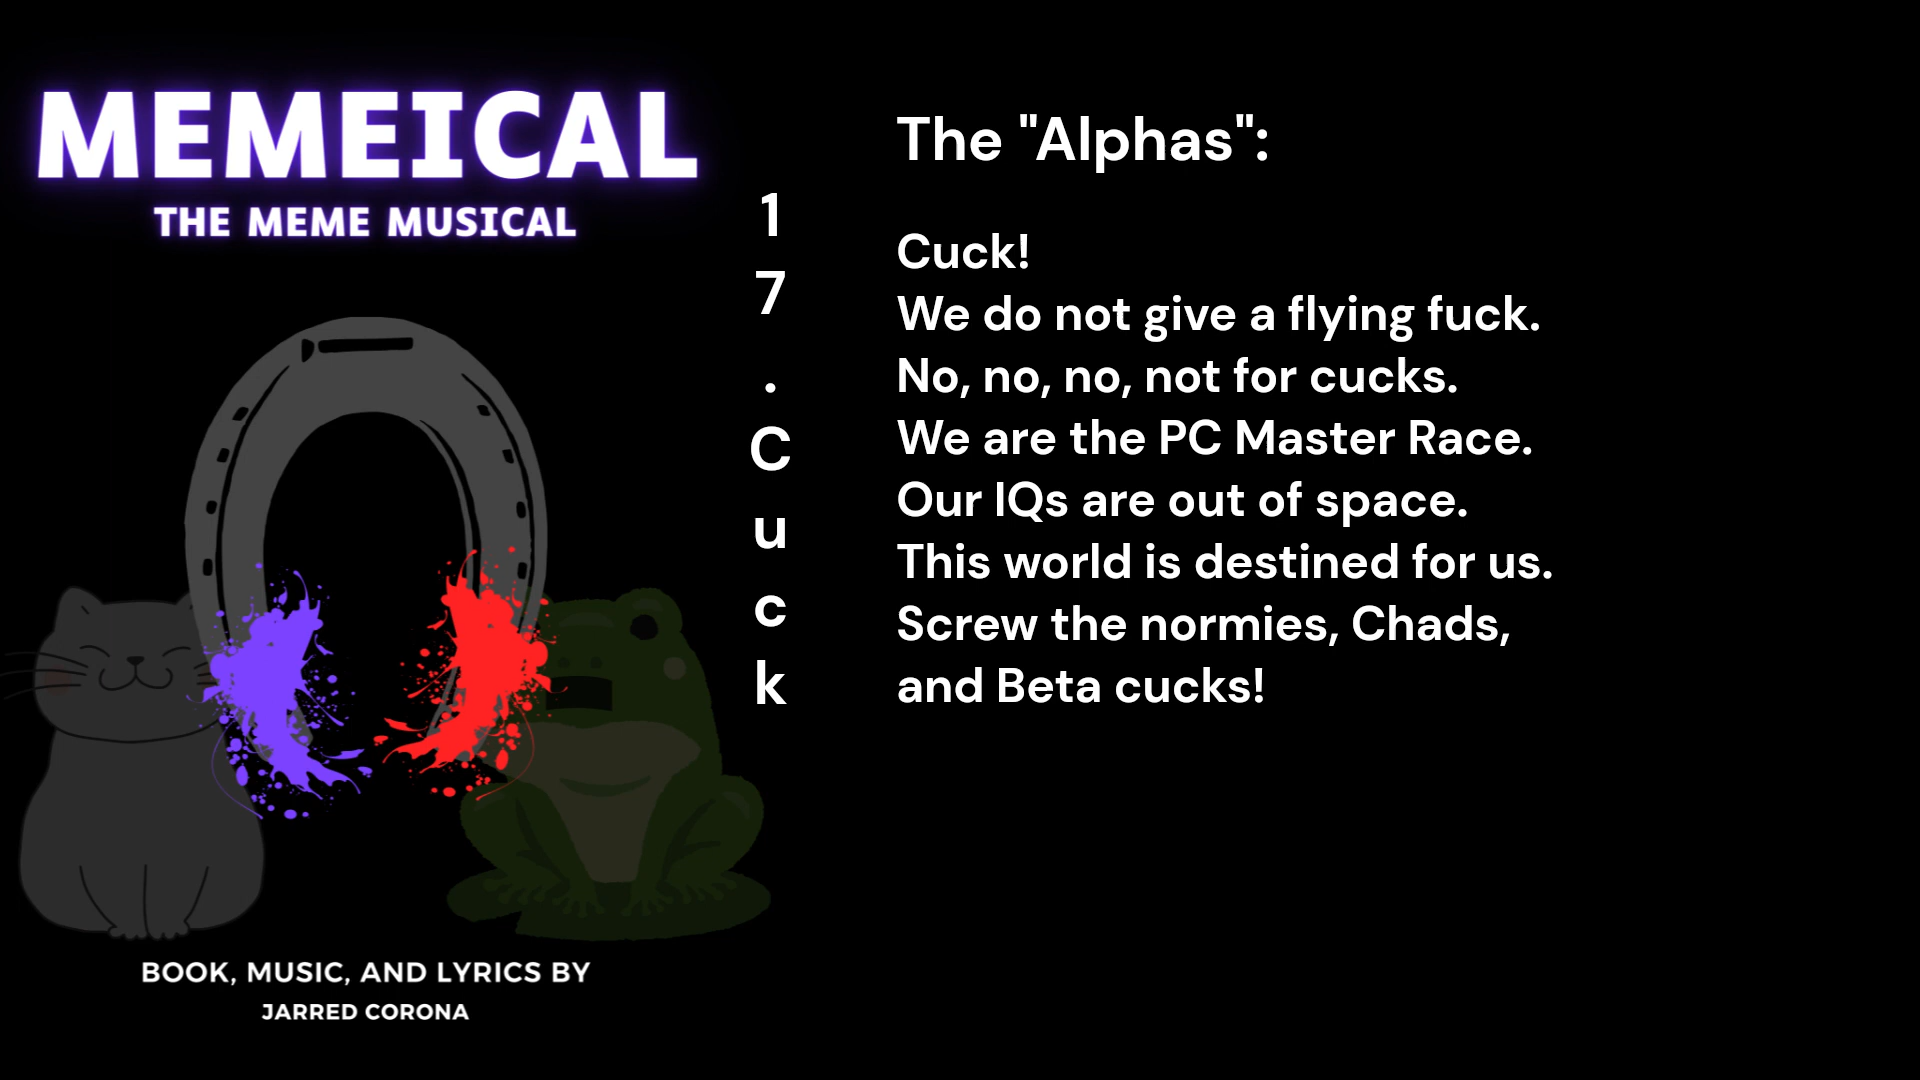 MEMEICAL
THE MEME MUSICAL
BOOK, MUSIC, AND LYRICS BY
JARRED CORONA
17. Cuck
The "Alphas":
Cuck!
We do not give a flying fuck.
No, no, no, not for cucks.
We are the PC Master Race.
Our IQs are out of space.
This world is destined for us.
Screw the normies, Chads,
and Beta cucks!